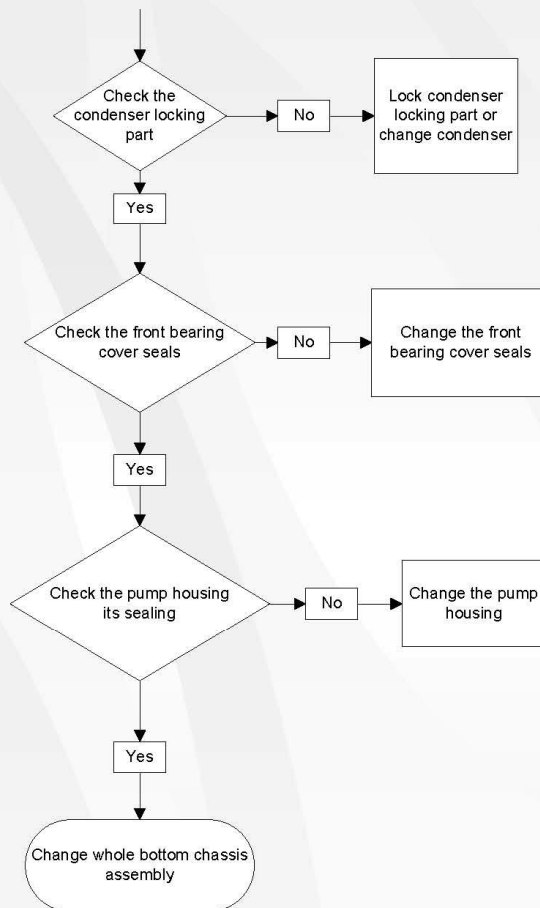 Check the
condenser locking
part
No
Lock condenser
locking part or
change condenser
Yes
Check the front bearing
cover seals
No
Change the front
bearing cover seals
Yes
Check the pump housing
its sealing
No
Change the pump
housing
Yes
Change whole bottom chassis
assembly